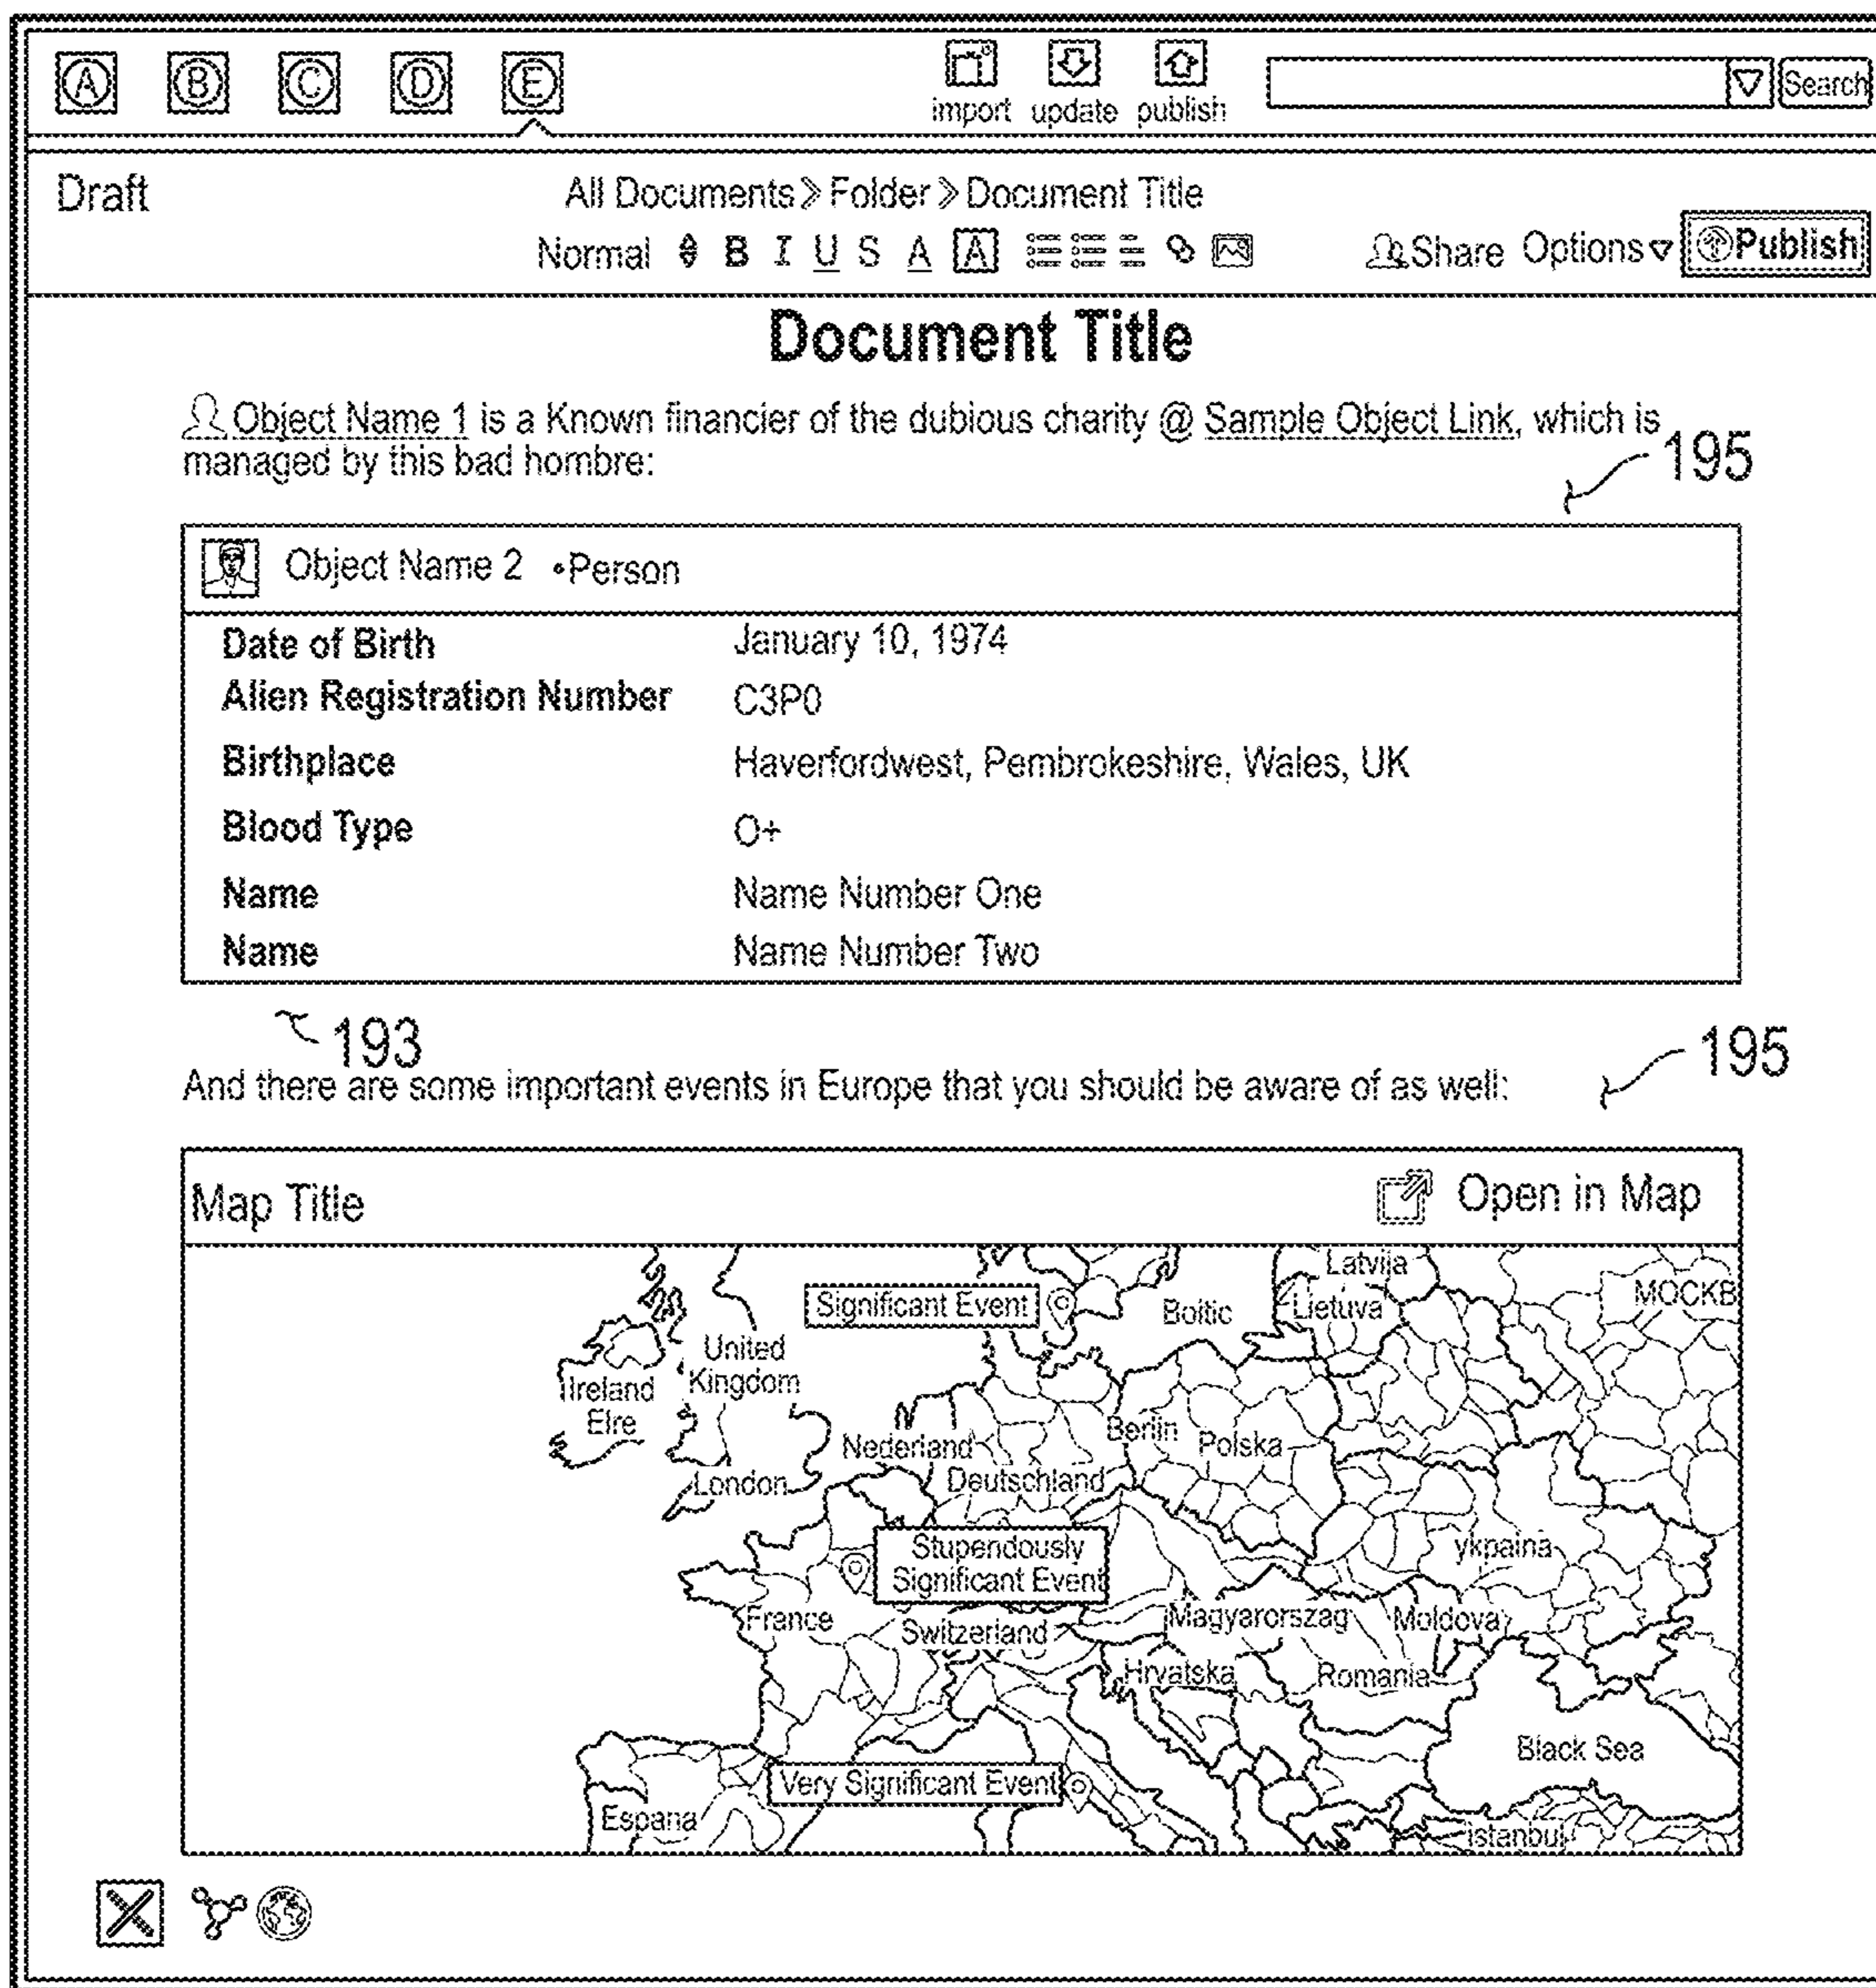 A B C D E
import update publish Search
Draft
All Documents > Folder > Document Title
Normal B I U S A A Share Options Publish
Document Title
Object Name 1 is a Known financier of the dubious charity @ Sample Object Link, which is
managed by this bad hombre:
195
Object Name 2 •Person
Date of Birth January 10, 1974
Alien Registration Number C3P0
Birthplace Haverfordwest, Pembrokeshire, Wales, UK
Blood Type O+
Name Name Number One
Name Name Number Two
193
195
And there are some important events in Europe that you should be aware of as well:
Map Title Open in Map
Latvija
Significant Event Boitic Lietuva МОСКВ
United
Kingdom
Ireland
Eire
Nederland Berlin Polska
London Deutschland
Stupendously
Significant Event
укpaïna
France Switzerland Magyarorszag Moldova
Hrvatska Romania
Black Sea
Very Significant Event
Espana Istanbul